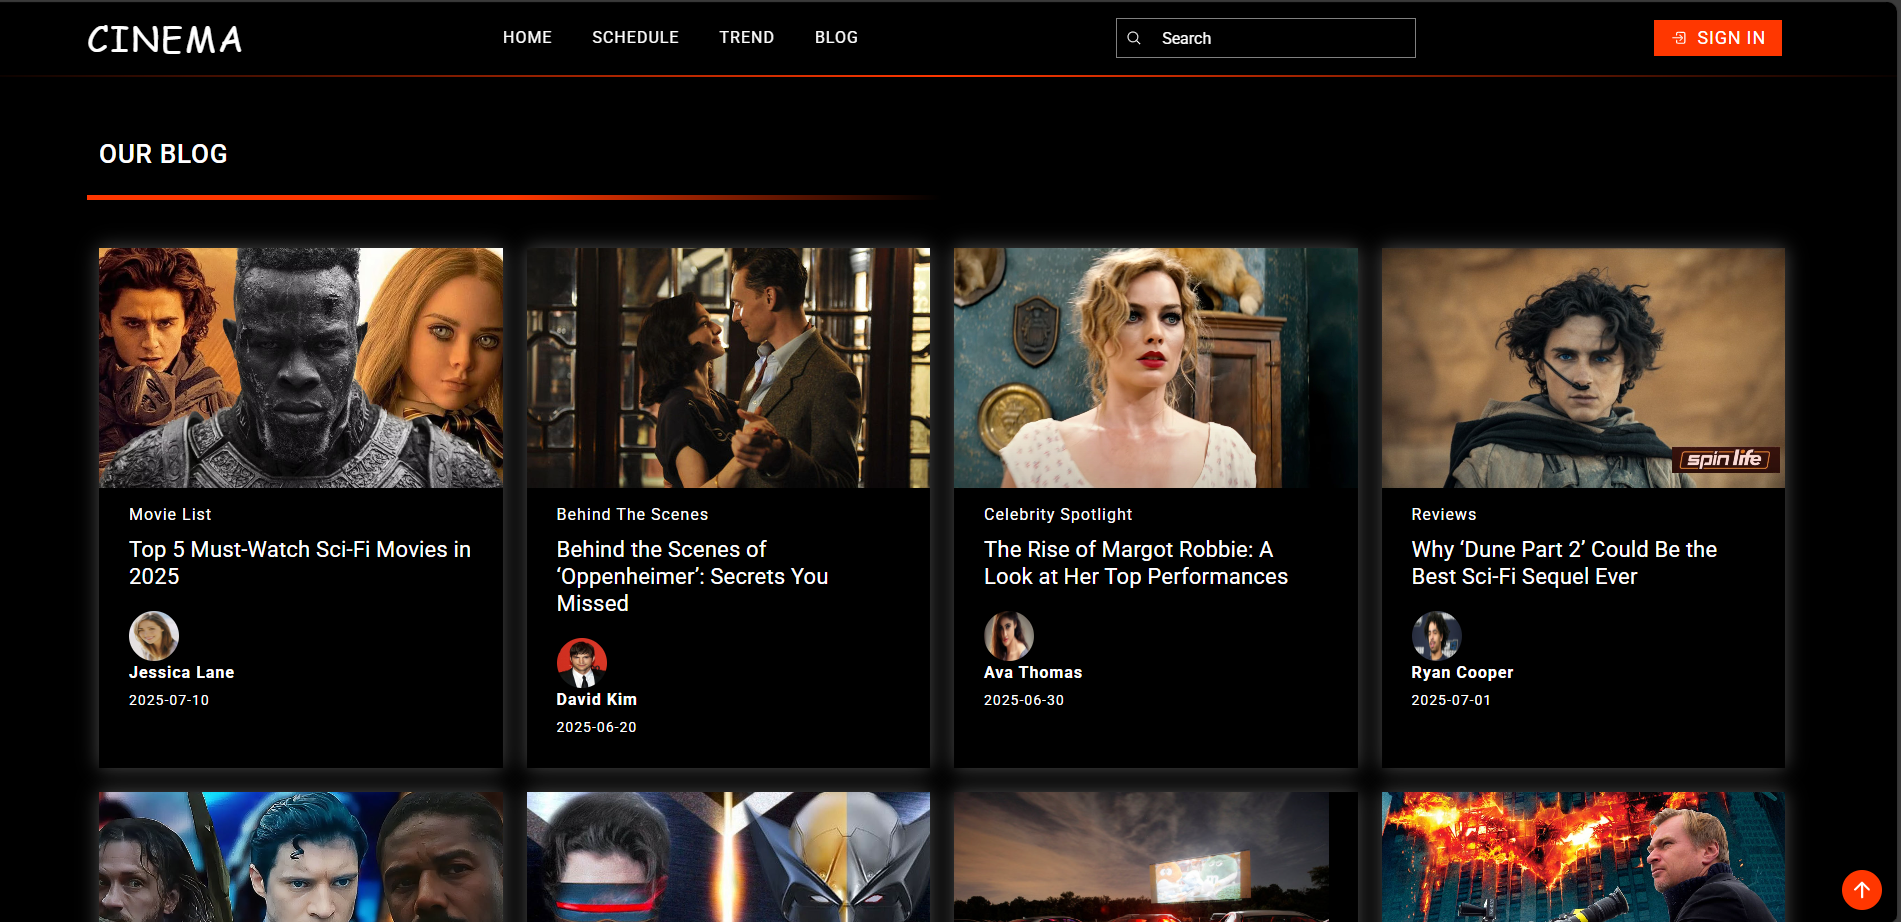 CINEMA
HOME
SCHEDULE
TREND
BLOG
Search
SIGN IN
OUR BLOG
spin life
Movie List
Top 5 Must-Watch Sci-Fi Movies in
2025
Jessica Lane
2025-07-10
Behind The Scenes
Behind the Scenes of
‘Oppenheimer’: Secrets You
Missed
David Kim
2025-06-20
Celebrity Spotlight
The Rise of Margot Robbie: A
Look at Her Top Performances
Ava Thomas
2025-06-30
Reviews
Why ‘Dune Part 2’ Could Be the
Best Sci-Fi Sequel Ever
Ryan Cooper
2025-07-01